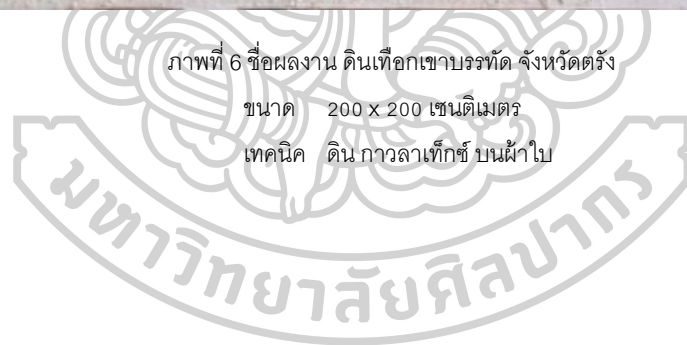 ภาพที่ 6 ชื่อผลงาน ดินเทือกเขาบรรทัด จังหวัดตรัง
ขนาด 200 x 200 เซนติเมตร
เทคนิค ดิน กาวลาเท็กซ์ บนผ้าใบ
มหาวิทยาลัยศิลปากร